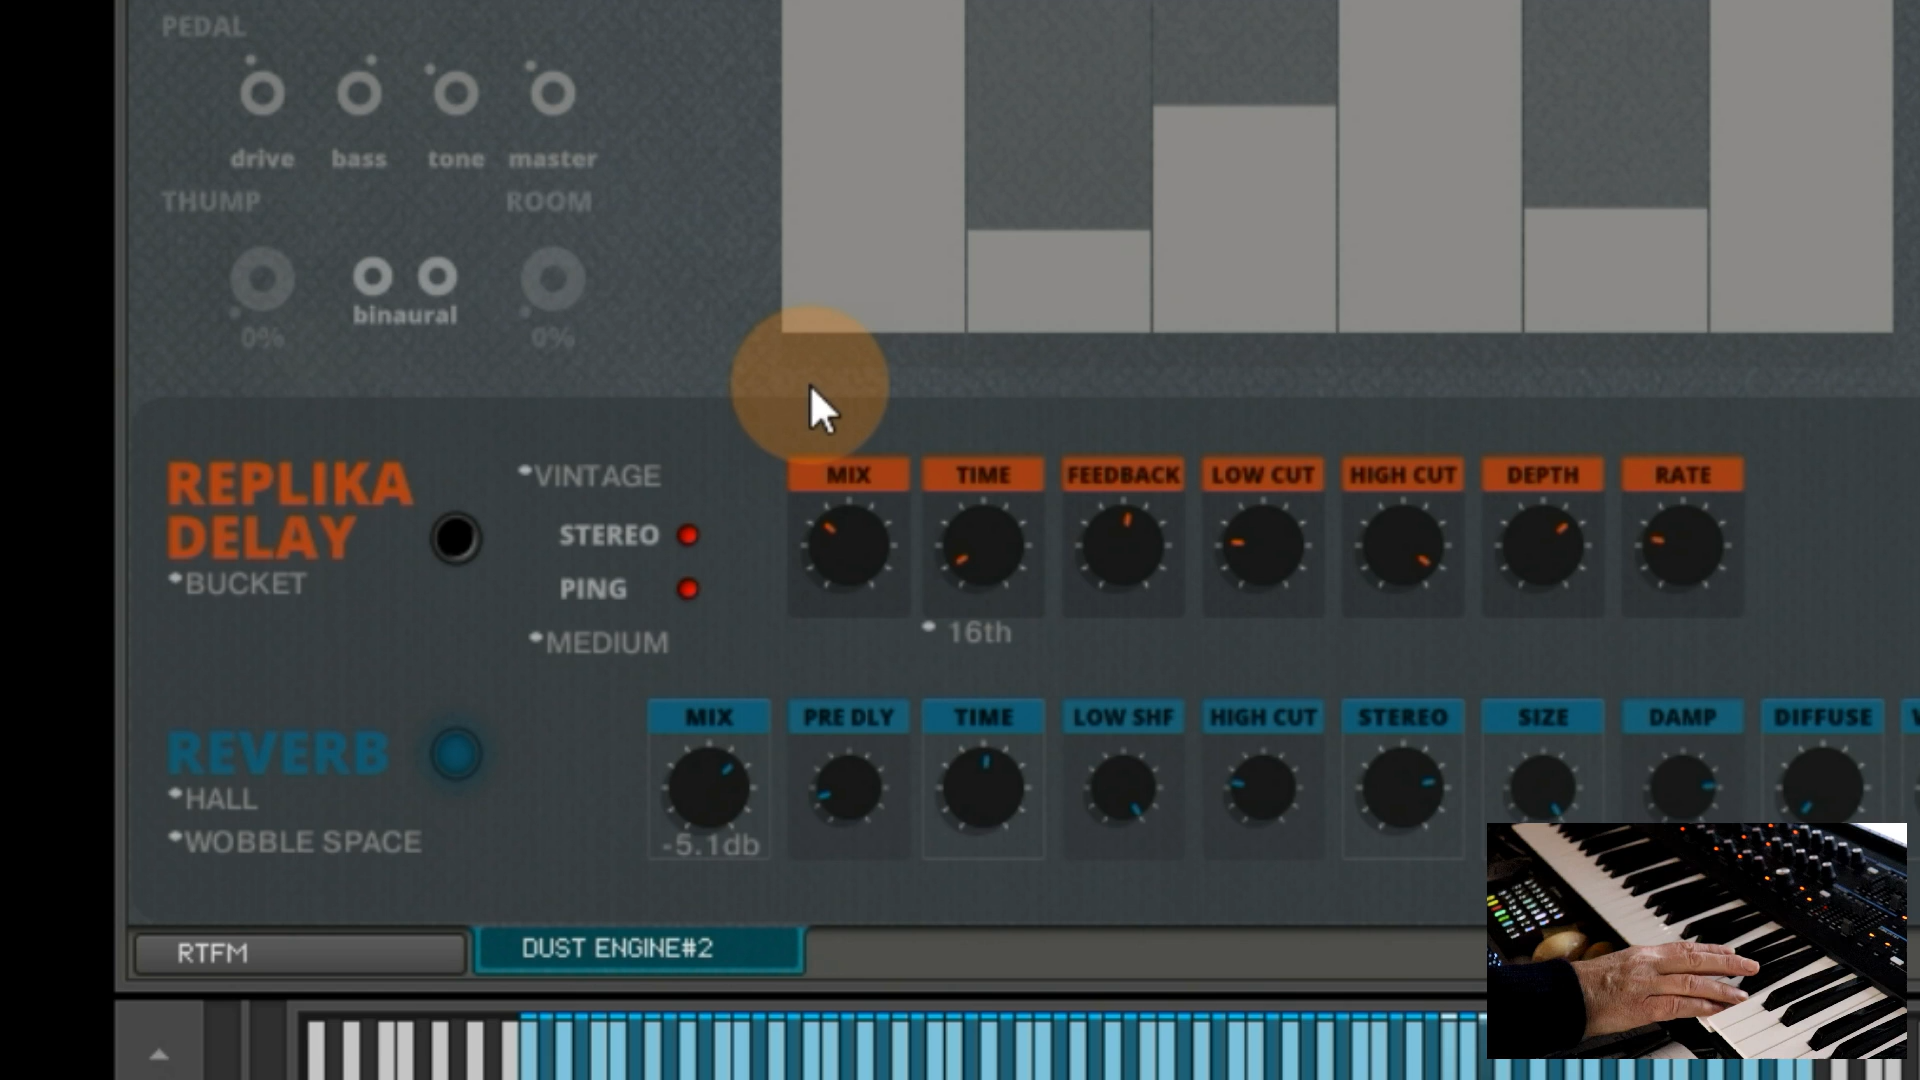 PEDAL
drive bass tone master
THUMP ROOM
binaural
0% 0%
REPLIKA
DELAY
BUCKET
VINTAGE
STEREO
PING
MEDIUM
MIX TIME FEEDBACK LOW CUT HIGH CUT DEPTH RATE
16th
REVERB
HALL
WOBBLE SPACE
MIX PRE DLY TIME LOW SHF HIGH CUT STEREO SIZE DAMP DIFFUSE
-5.1db
RTFM DUST ENGINE#2